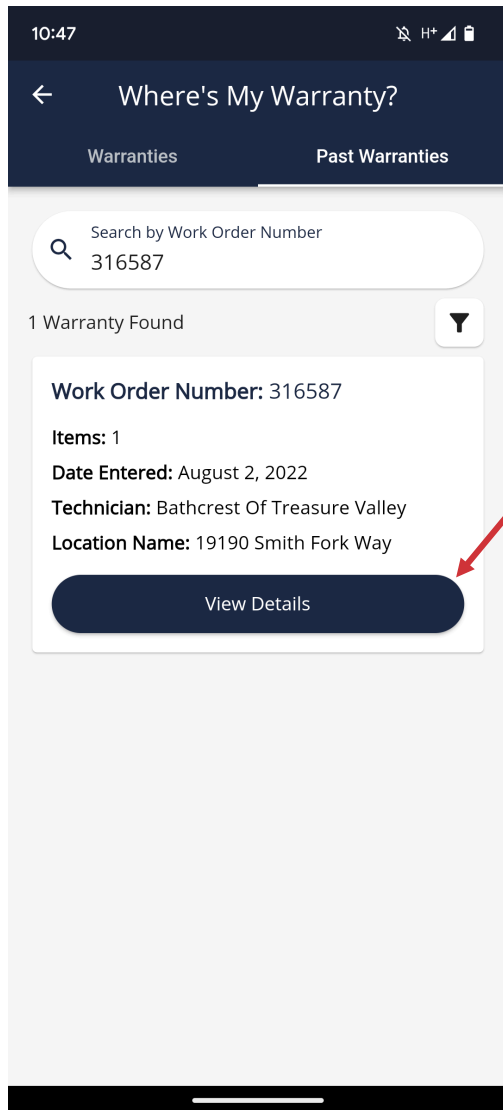 10:47
H+
Where's My Warranty?
Warranties
Past Warranties
Search by Work Order Number
316587
1 Warranty Found
Work Order Number: 316587
Items: 1
Date Entered: August 2, 2022
Technician: Bathcrest Of Treasure Valley
Location Name: 19190 Smith Fork Way
View Details